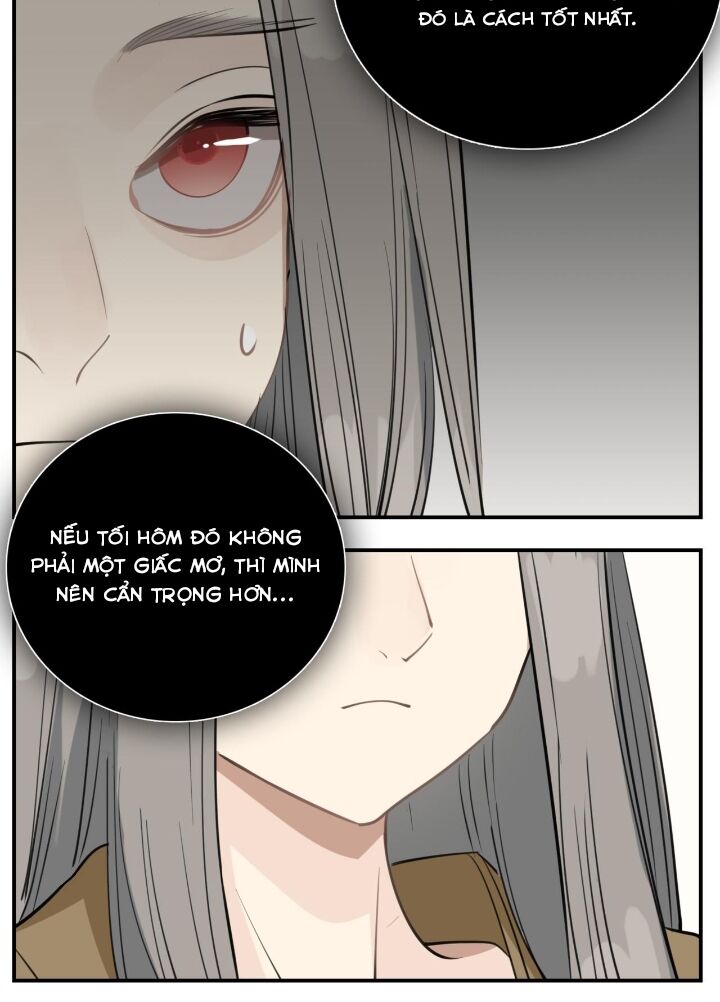 ĐÓ LÀ CÁCH TỐT NHẤT.
NẾU TỐI HÔM ĐÓ KHÔNG
PHẢI MỘT GIẤC MƠ, THÌ MÌNH
NÊN CẨN TRỌNG HƠN...